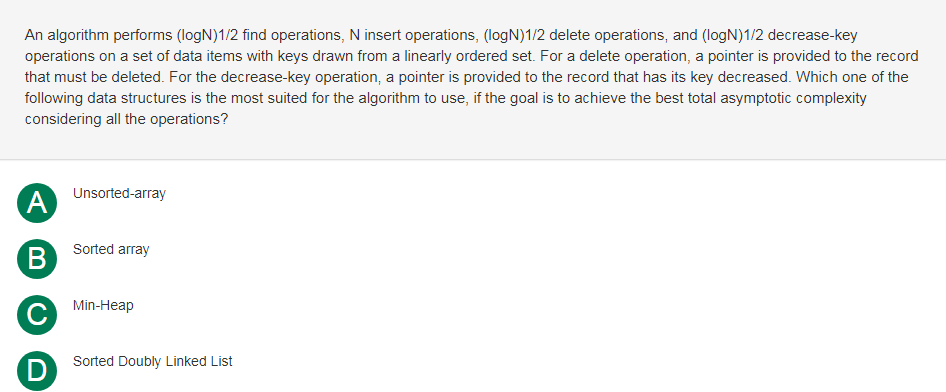 An algorithm performs (logN)1/2 find operations, N insert operations, (logN)1/2 delete operations, and (logN)1/2 decrease-key
operations on a set of data items with keys drawn from a linearly ordered set. For a delete operation, a pointer is provided to the record
that must be deleted. For the decrease-key operation, a pointer is provided to the record that has its key decreased. Which one of the
following data structures is the most suited for the algorithm to use, if the goal is to achieve the best total asymptotic complexity
considering all the operations?
A Unsorted-array
B Sorted array
C Min-Heap
D Sorted Doubly Linked List